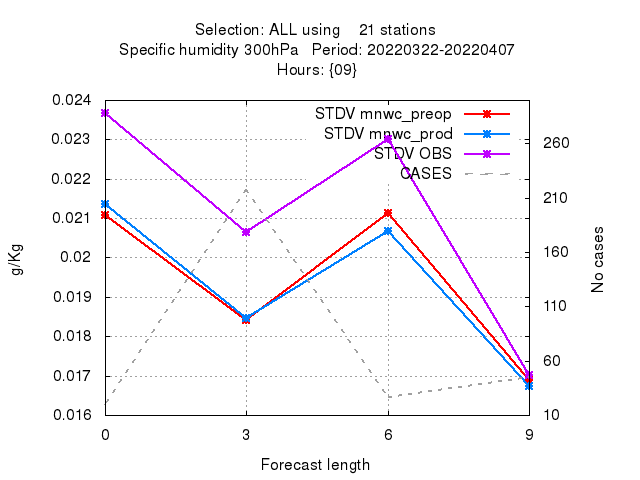 Selection: ALL using    21 stations
Specific humidity 300hPa   Period: 20220322-20220407
Hours: {09}
STDV mnwc_preop
STDV mnwc_prod
STDV OBS
CASES
g/Kg
0.024
0.023
0.022
0.021
0.02
0.019
0.018
0.017
0.016
260
210
160
110
60
10
No cases
0 3 6 9
Forecast length